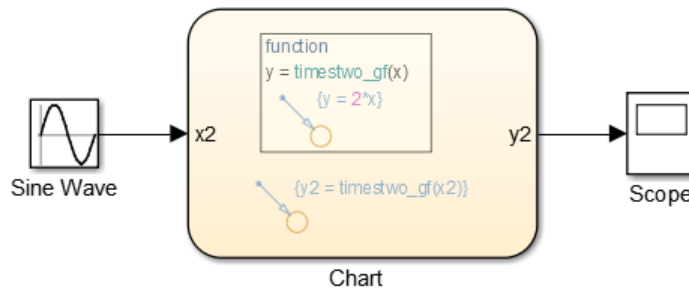 function
y = timestwo_gf(x)
{y = 2*x}
x2
y2
{y2 = timestwo_gf(x2)}
Sine Wave
Scope
Chart